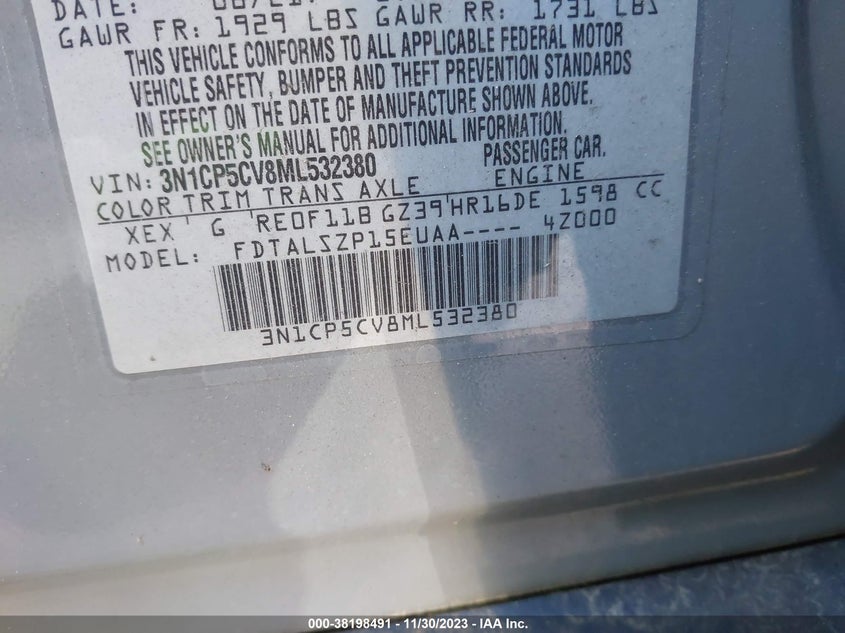 DATE:
GAWR FR: 1929 LBS GAWR RR: 1731 LBS
THIS VEHICLE CONFORMS TO ALL APPLICABLE FEDERAL MOTOR
VEHICLE SAFETY, BUMPER AND THEFT PREVENTION STANDARDS
IN EFFECT ON THE DATE OF MANUFACTURE SHOWN ABOVE.
SEE OWNER'S MANUAL FOR ADDITIONAL INFORMATION.
VIN: 3N1CP5CV8ML532380 PASSENGER CAR.
COLOR TRIM TRANS AXLE ENGINE
XEX G RE0F11B GZ39 HR16DE 1598 CC
MODEL: FDTALSZP15EUAA---- 4Z000
3N1CP5CV8ML532380
000-38198491 - 11/30/2023 - IAA Inc.